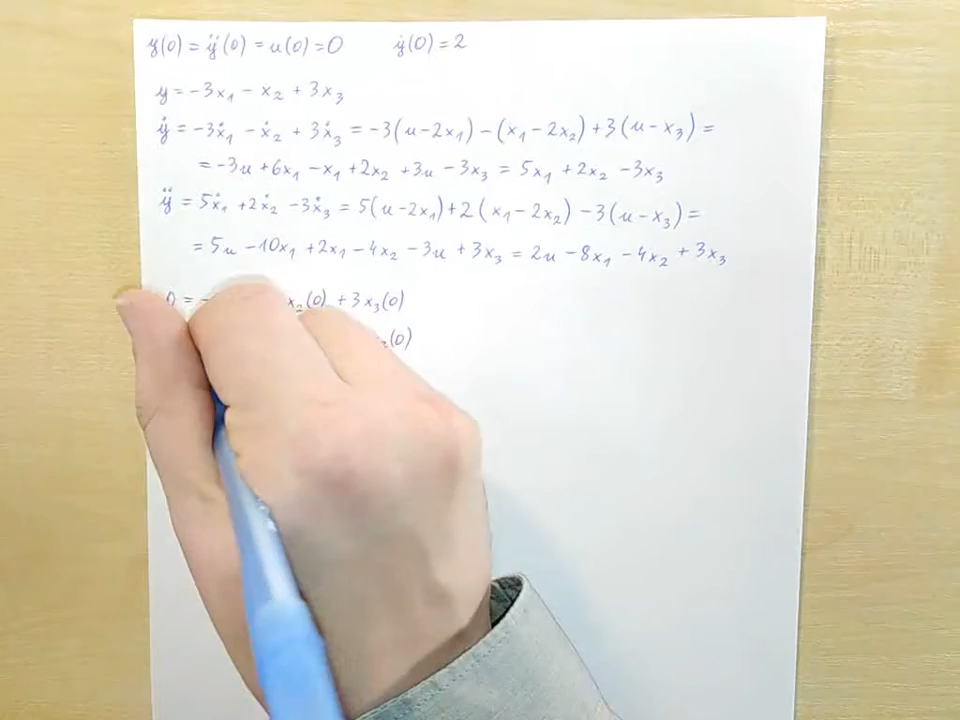 y(0) = ÿ(0) = u(0) = 0 ẏ(0) = 2
y = -3x₁ - x₂ + 3x₃
ẏ = -3ẋ₁ - ẋ₂ + 3ẋ₃ = -3(u-2x₁) - (x₁-2x₂) + 3(u-x₃) =
= -3u + 6x₁ - x₁ + 2x₂ + 3u - 3x₃ = 5x₁ + 2x₂ - 3x₃
ÿ = 5ẋ₁ + 2ẋ₂ - 3ẋ₃ = 5(u-2x₁) + 2(x₁-2x₂) - 3(u-x₃) =
= 5u - 10x₁ + 2x₁ - 4x₂ - 3u + 3x₃ = 2u - 8x₁ - 4x₂ + 3x₃
0 = - x₂(0) + 3x₃(0)
(0)